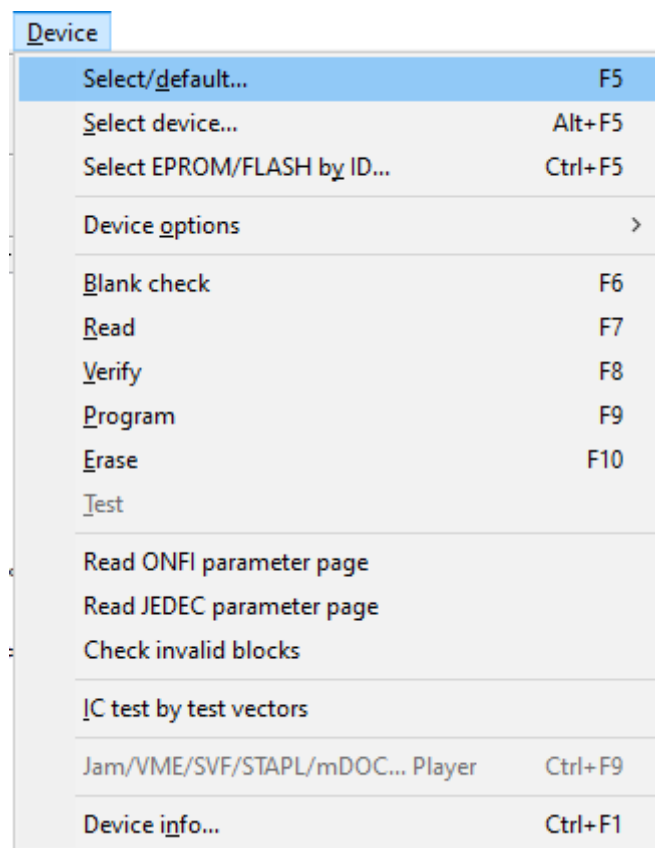 Device
Select/default... F5
Select device... Alt+F5
Select EPROM/FLASH by ID... Ctrl+F5
Device options
Blank check F6
Read F7
Verify F8
Program F9
Erase F10
Test
Read ONFI parameter page
Read JEDEC parameter page
Check invalid blocks
IC test by test vectors
Jam/VME/SVF/STAPL/mDOC... Player Ctrl+F9
Device info... Ctrl+F1